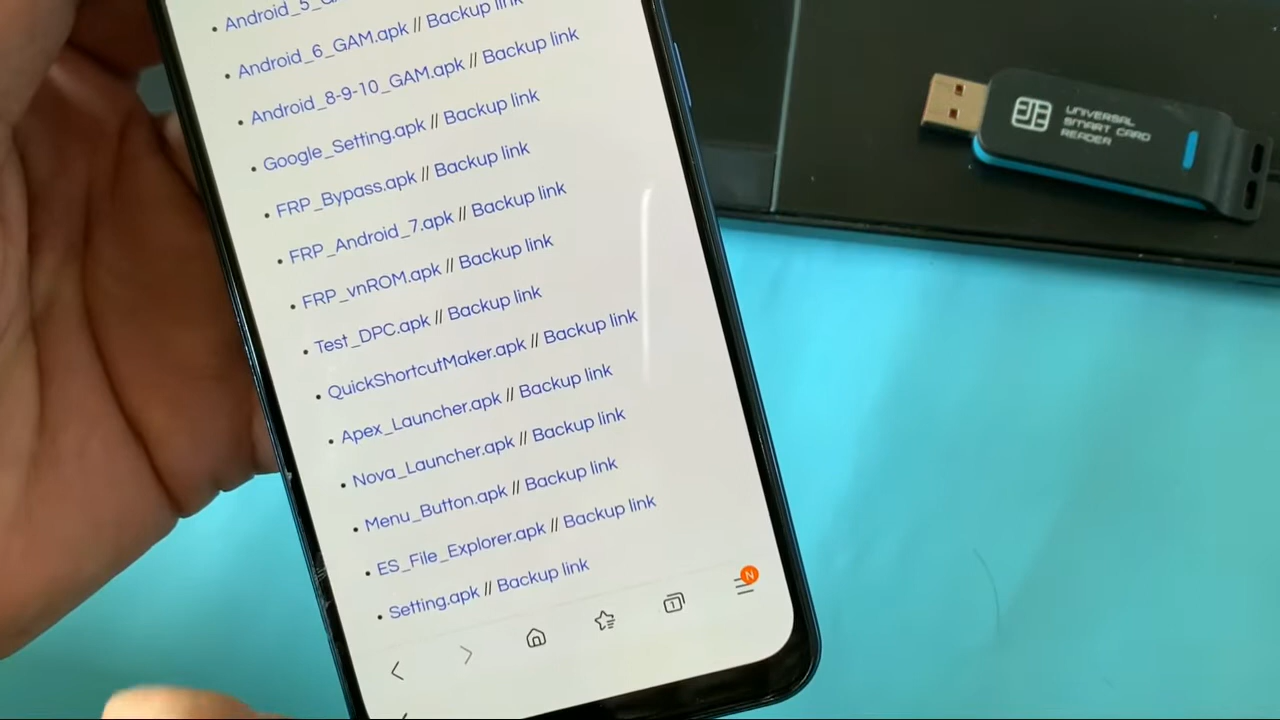 Android_5_
Android_6_GAM.apk // Backup link
Android_8-9-10_GAM.apk // Backup link
Google_Setting.apk // Backup link
FRP_Bypass.apk // Backup link
FRP_Android_7.apk // Backup link
FRP_vnROM.apk // Backup link
Test_DPC.apk // Backup link
QuickShortcutMaker.apk // Backup link
Apex_Launcher.apk // Backup link
Nova_Launcher.apk // Backup link
Menu_Button.apk // Backup link
ES_File_Explorer.apk // Backup link
Setting.apk // Backup link
1
N
UNIVERSAL
SMART CARD
READER